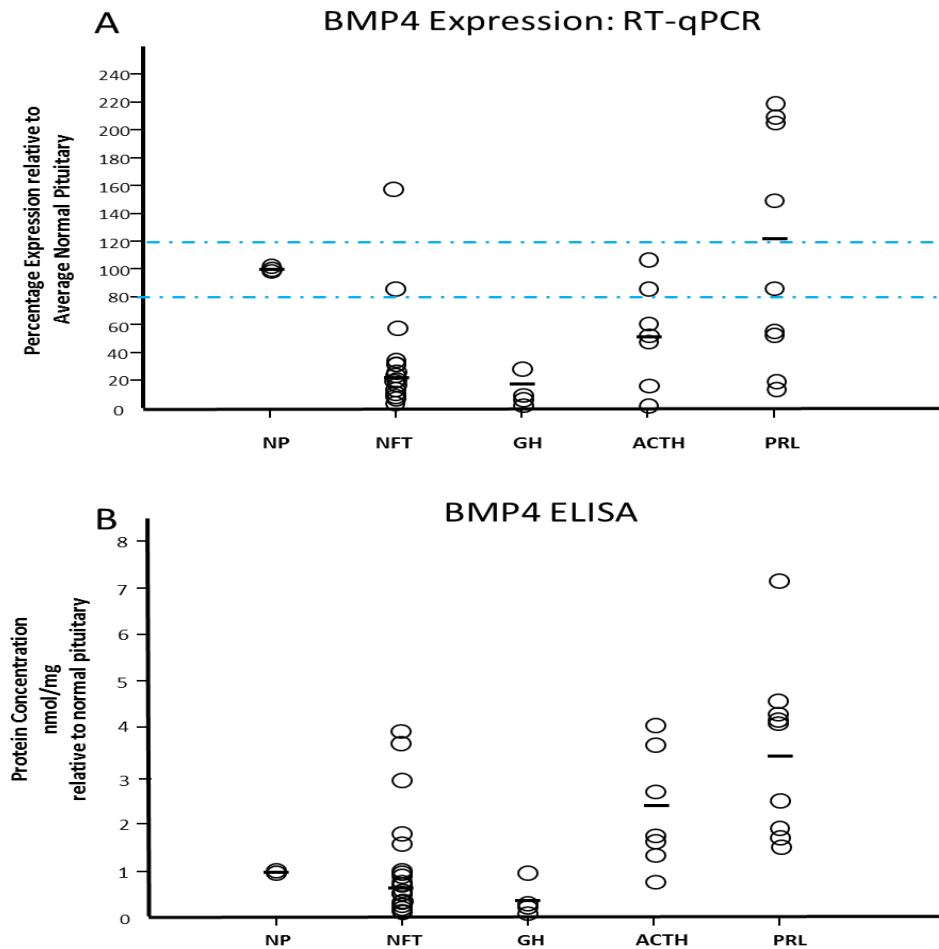 A
BMP4 Expression: RT-qPCR
Percentage Expression relative to
Average Normal Pituitary
240
220
200
180
160
140
120
100
80
60
40
20
0
NP NFT GH ACTH PRL
B
BMP4 ELISA
Protein Concentration
nmol/mg
relative to normal pituitary
8
7
6
5
4
3
2
1
0
NP NFT GH ACTH PRL